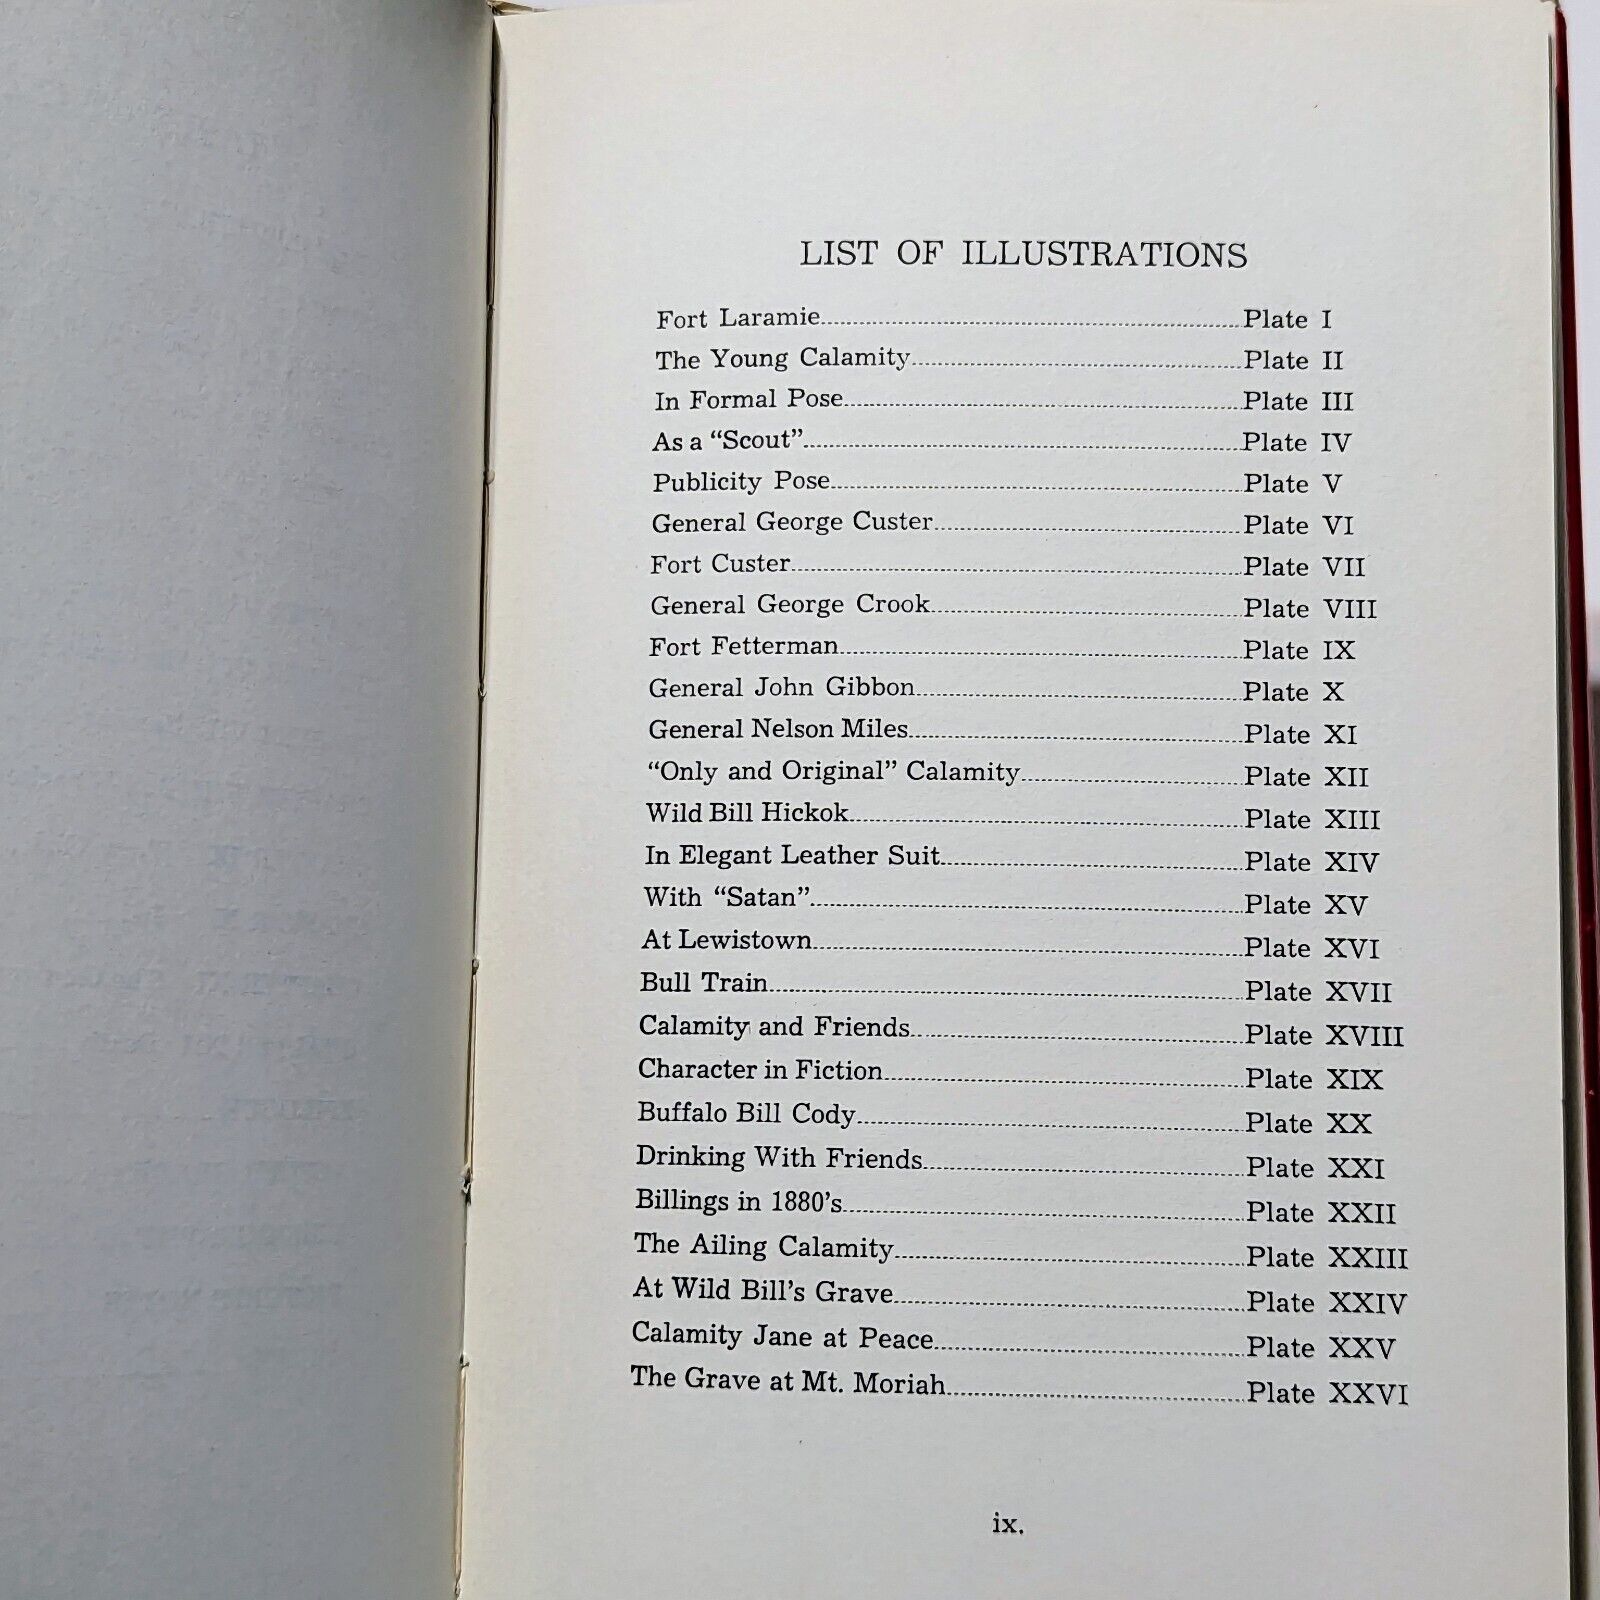 LIST OF ILLUSTRATIONS
Fort Laramie Plate I
The Young Calamity Plate II
In Formal Pose Plate III
As a “Scout” Plate IV
Publicity Pose Plate V
General George Custer Plate VI
Fort Custer Plate VII
General George Crook Plate VIII
Fort Fetterman Plate IX
General John Gibbon Plate X
General Nelson Miles Plate XI
“Only and Original” Calamity Plate XII
Wild Bill Hickok Plate XIII
In Elegant Leather Suit Plate XIV
With “Satan” Plate XV
At Lewistown Plate XVI
Bull Train Plate XVII
Calamity and Friends Plate XVIII
Character in Fiction Plate XIX
Buffalo Bill Cody Plate XX
Drinking With Friends Plate XXI
Billings in 1880’s Plate XXII
The Ailing Calamity Plate XXIII
At Wild Bill’s Grave Plate XXIV
Calamity Jane at Peace Plate XXV
The Grave at Mt. Moriah Plate XXVI
ix.